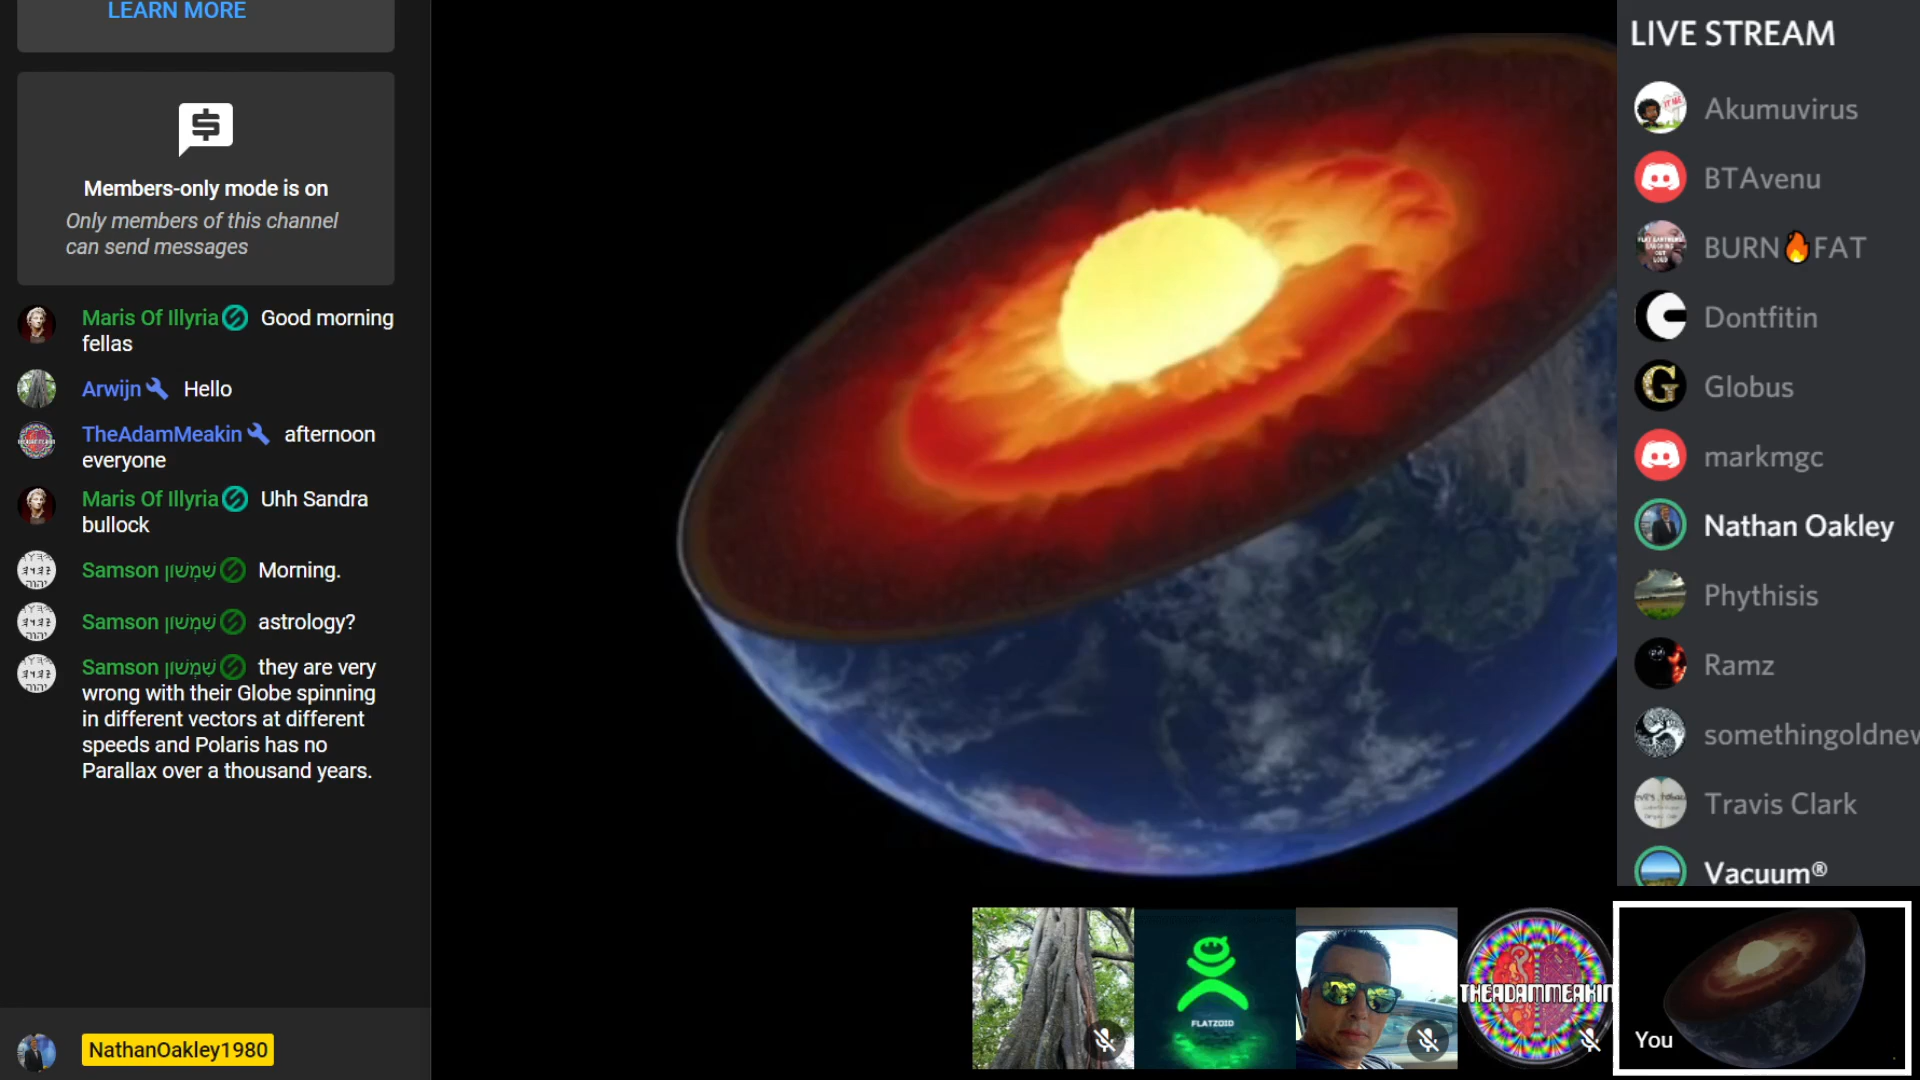 LEARN MORE
Members-only mode is on
Only members of this channel
can send messages
Maris Of Illyria Good morning
fellas
Arwijn Hello
TheAdamMeakin afternoon
everyone
Maris Of Illyria Uhh Sandra
bullock
Samson שִׁמְשׁוֹן Morning.
Samson שִׁמְשׁוֹן astrology?
Samson שִׁמְשׁוֹן they are very
wrong with their Globe spinning
in different vectors at different
speeds and Polaris has no
Parallax over a thousand years.
NathanOakley1980
LIVE STREAM
Akumuvirus
BTAvenu
BURN🔥FAT
Dontfitin
Globus
markmgc
Nathan Oakley
Phythisis
Ramz
somethingoldnew
Travis Clark
Vacuum®
FLATZOID
THEADAMMEAKIN
You